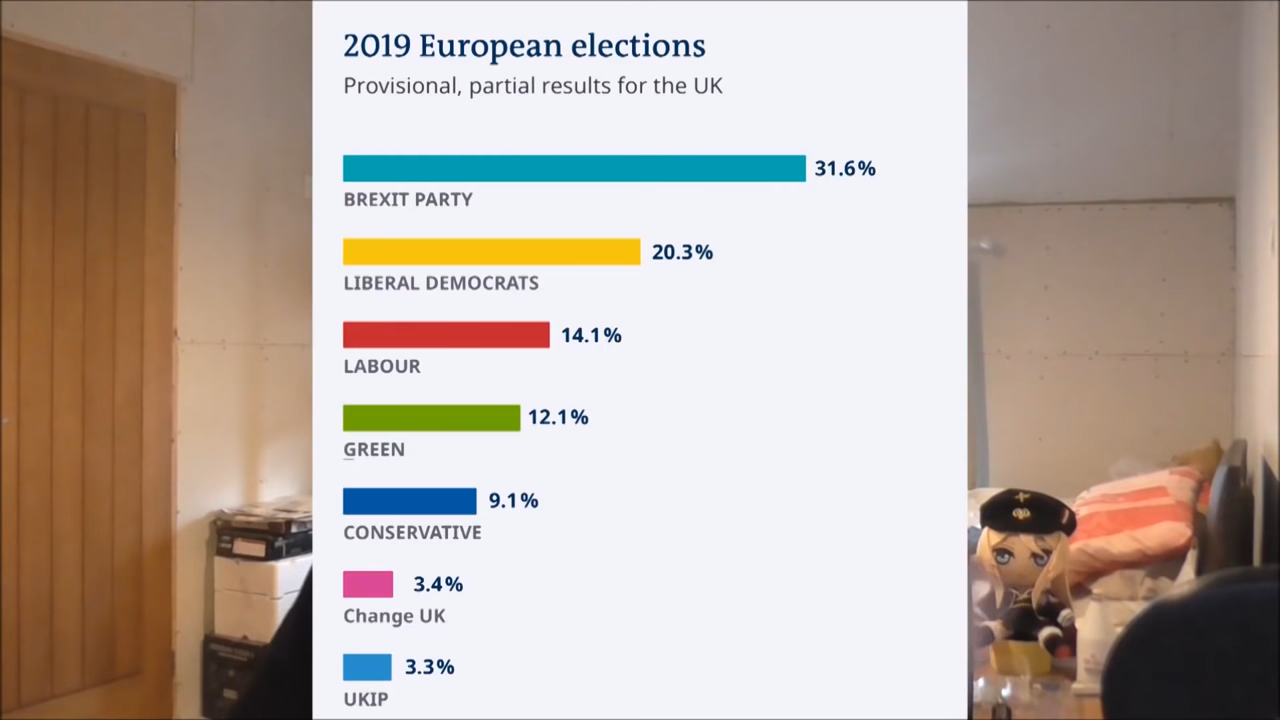 2019 European elections
Provisional, partial results for the UK
31.6%
BREXIT PARTY
20.3%
LIBERAL DEMOCRATS
14.1%
LABOUR
12.1%
GREEN
9.1%
CONSERVATIVE
3.4%
Change UK
3.3%
UKIP